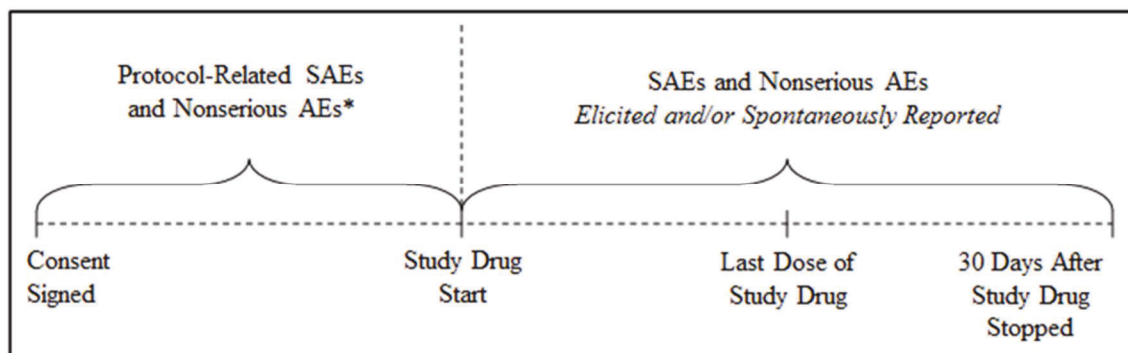 Protocol-Related SAEs
and Nonserious AEs*
SAEs and Nonserious AEs
Elicited and/or Spontaneously Reported
Consent
Signed
Study Drug
Start
Last Dose of
Study Drug
30 Days After
Study Drug
Stopped